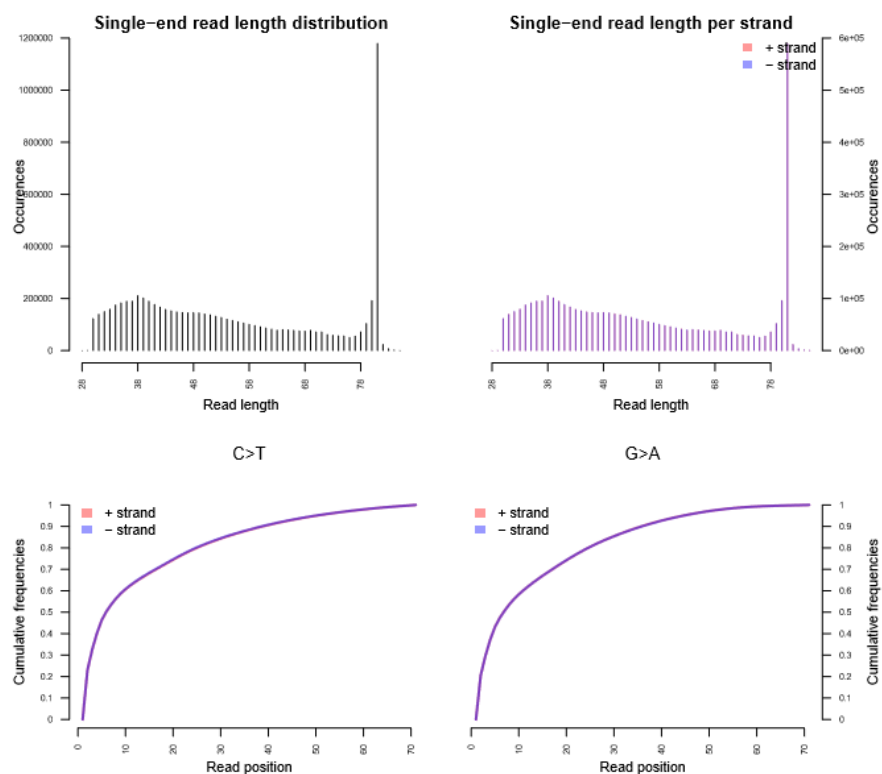 Single−end read length distribution
Occurences
1200000
1000000
800000
600000
400000
200000
0
28
38
48
58
68
78
Read length
Single−end read length per strand
+ strand
− strand
6e+05
5e+05
4e+05
3e+05
2e+05
1e+05
0e+00
Occurences
28
38
48
58
68
78
Read length
C>T
+ strand
− strand
Cumulative frequencies
1
0.9
0.8
0.7
0.6
0.5
0.4
0.3
0.2
0.1
0
0
10
20
30
40
50
60
70
Read position
G>A
+ strand
− strand
Cumulative frequencies
1
0.9
0.8
0.7
0.6
0.5
0.4
0.3
0.2
0.1
0
Cumulative frequencies
0
10
20
30
40
50
60
70
Read position